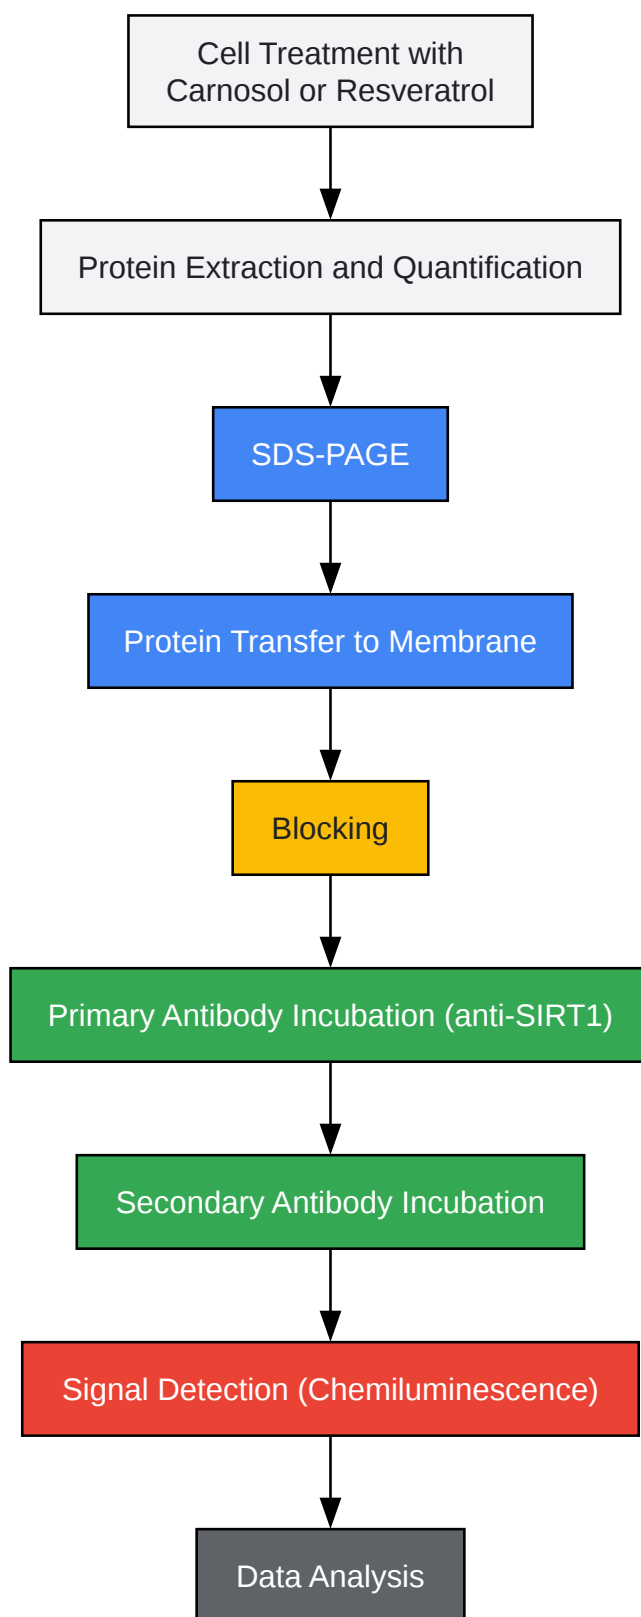 Cell Treatment with
Carnosol or Resveratrol
Protein Extraction and Quantification
SDS-PAGE
Protein Transfer to Membrane
Blocking
Primary Antibody Incubation (anti-SIRT1)
Secondary Antibody Incubation
Signal Detection (Chemiluminescence)
Data Analysis